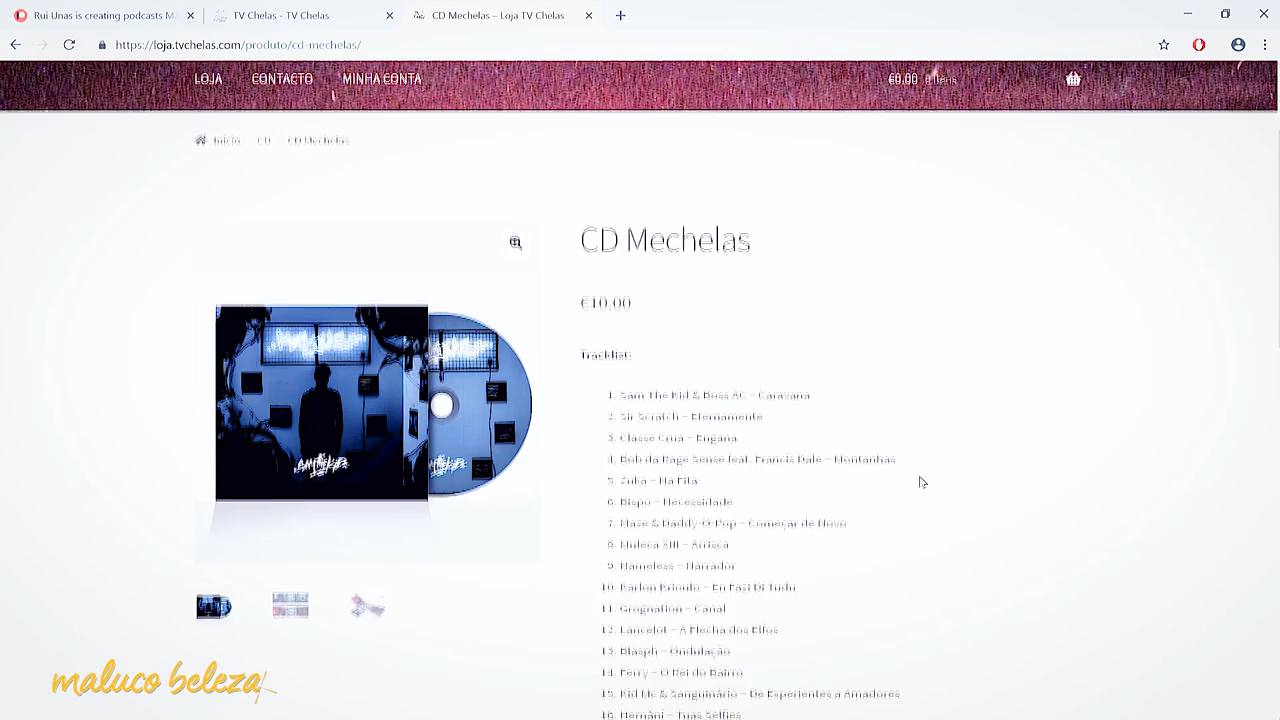 Rui Unas is creating podcasts Ma
TV Chelas - TV Chelas
CD Mechelas – Loja TV Chelas
https://loja.tvchelas.com/produto/cd-mechelas/
LOJA CONTACTO MINHA CONTA €0.00 0 itens
Início CD CD Mechelas
CD Mechelas
€10.00
Tracklist:
1. Sam The Kid & Boss AC – Caravana
2. Sir Scratch – Eternamente
3. Classe Crua – Engana
4. Bob da Rage Sense feat. Francis Dale – Montanhas
5. Zuka – Na Fita
6. Bispo – Necessidade
7. Maze & Daddy-O-Pop – Começar de Novo
8. Muleca XIII – Arrisca
9. Nameless – Narrador
10. Karlon Krioulo – En Fazi Di Tudu
11. Grognation – Canal
12. Lancelot – A Flecha dos Elfos
13. Blasph – Ondulação
14. Ferry – O Rei do Bairro
15. Kid Mc & Sanguinário – De Experientes a Amadores
16. Hernâni – Tuas Selfies
maluco beleza